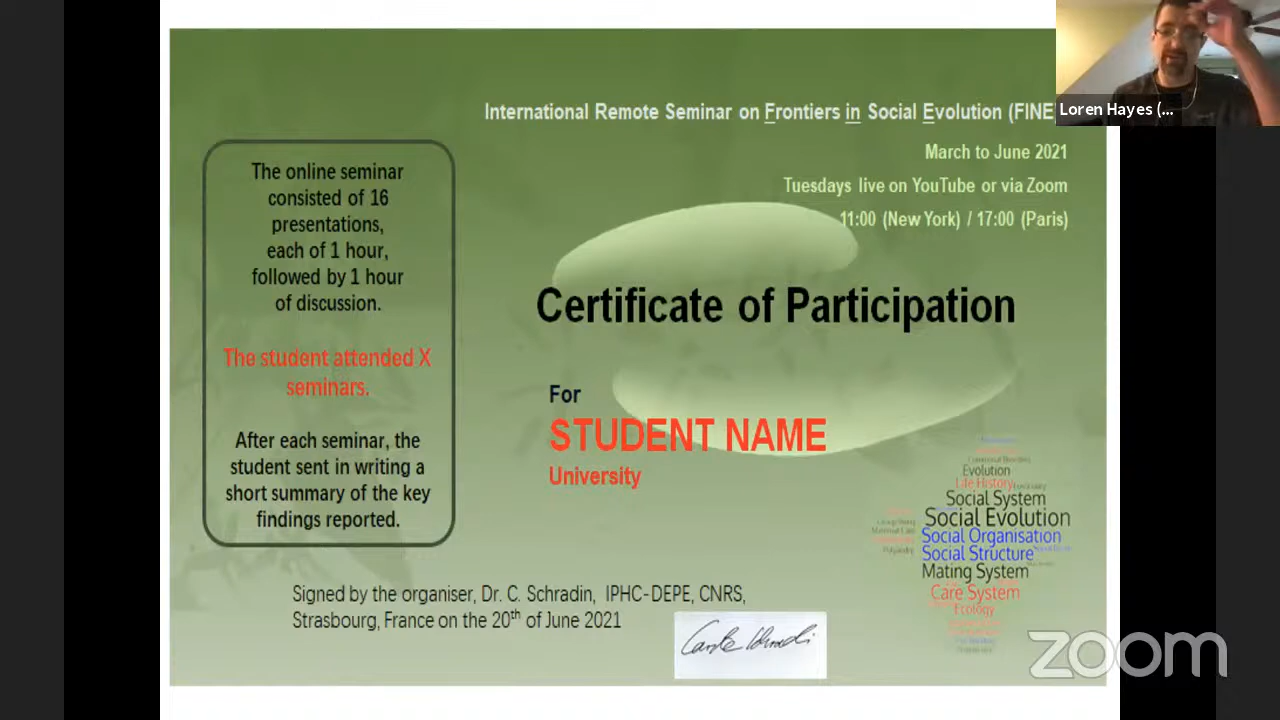 International Remote Seminar on Frontiers in Social Evolution (FINE)
March to June 2021
Tuesdays live on YouTube or via Zoom
11:00 (New York) / 17:00 (Paris)
Loren Hayes (...
The online seminar
consisted of 16
presentations,
each of 1 hour,
followed by 1 hour
of discussion.
The student attended X
seminars.
After each seminar, the
student sent in writing a
short summary of the key
findings reported.
Certificate of Participation
For
STUDENT NAME
University
Evolution
Life History
Social System
Social Evolution
Social Organisation
Social Structure
Mating System
Care System
Ecology
Polyandry
Signed by the organiser, Dr. C. Schradin, IPHC-DEPE, CNRS,
Strasbourg, France on the 20th of June 2021
zoom